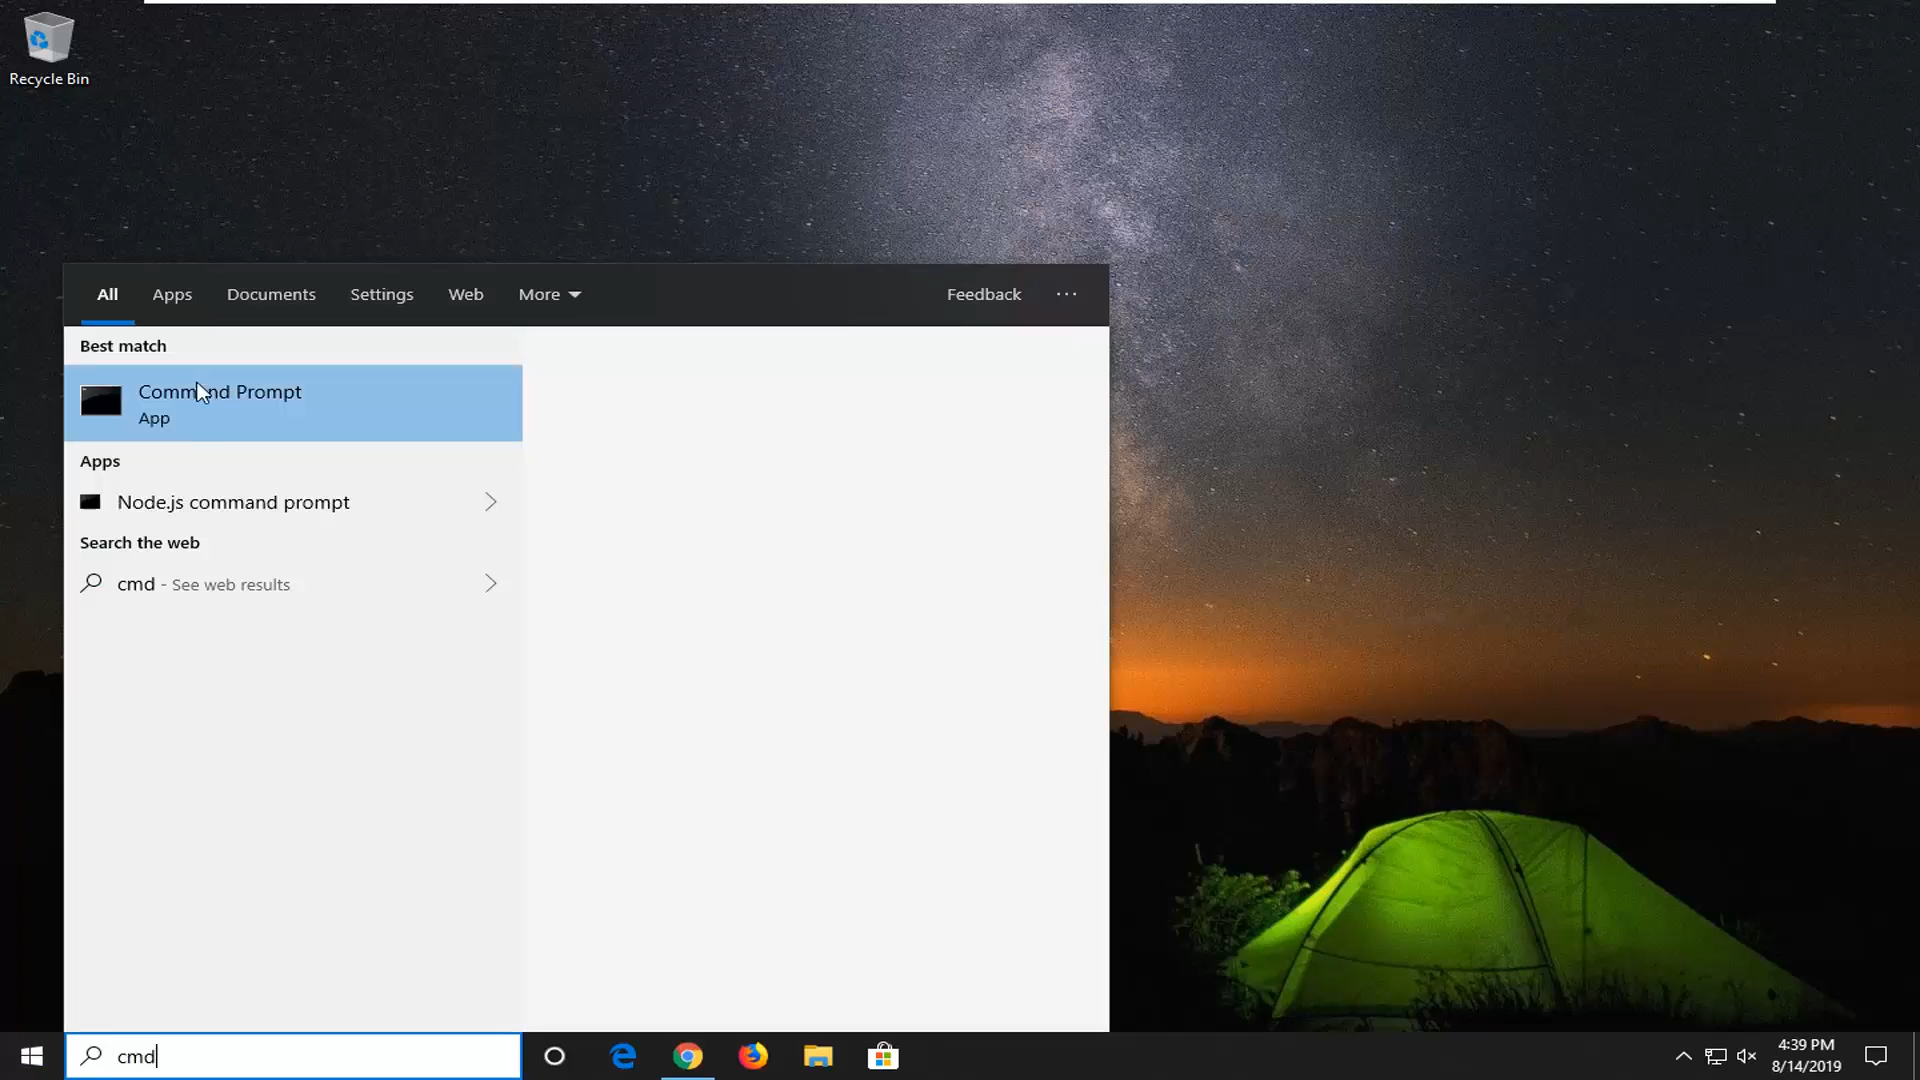 Recycle Bin
All Apps Documents Settings Web More Feedback ...
Best match
Command Prompt
App
Apps
Node.js command prompt
Search the web
cmd - See web results
cmd
4:39 PM
8/14/2019